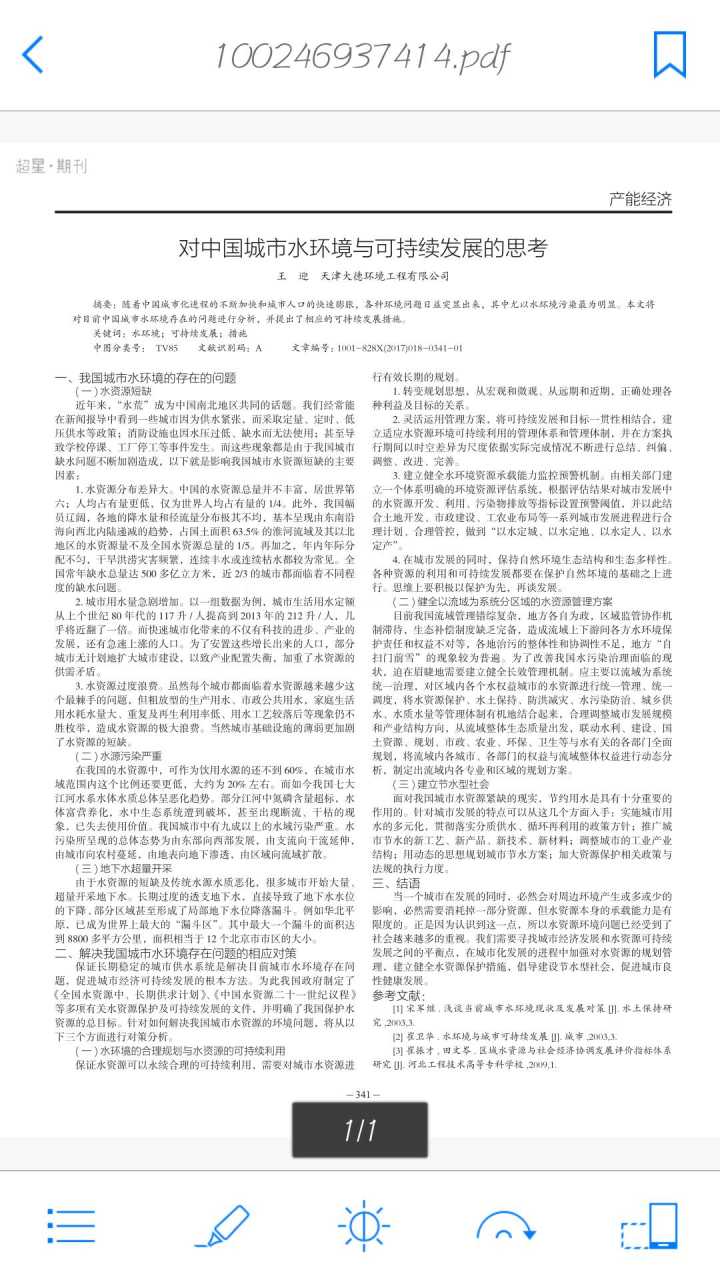 100246937414.pdf
超星·期刊
产能经济
对中国城市水环境与可持续发展的思考
王 迎 天津大德环境工程有限公司
摘要：随着中国城市化进程的不断加快和城市人口的快速膨胀，各种环境问题日益突显出来，其中尤以水环境污染最为明显。本文将
对目前中国城市水环境存在的问题进行分析，并提出了相应的可持续发展措施。
关键词：水环境；可持续发展；措施
中图分类号： TV85 文献识别码：A 文章编号：1001-828X(2017)018-0341-01
一、我国城市水环境的存在的问题
（一）水资源短缺
近年来，“水荒”成为中国南北地区共同的话题。我们经常能
在新闻报导中看到一些城市因为供水紧张，而采取定量、定时、低
压供水等政策；消防设施也因水压过低、缺水而无法使用；甚至导
致学校停课、工厂停工等事件发生。而这些现象都是由于我国城市
缺水问题不断加剧造成，以下就是影响我国城市水资源短缺的主要
因素：
1. 水资源分布差异大。中国的水资源总量并不丰富，居世界第
六；人均占有量更低，仅为世界人均占有量的 1/4。此外，我国幅
员辽阔，各地的降水量和径流量分布极其不均，基本呈现由东南沿
海向西北内陆递减的趋势，占国土面积 63.5% 的淮河流域及其以北
地区的水资源量不及全国水资源总量的 1/5。再加之，年内年际分
配不匀，干旱洪涝灾害频繁，连续丰水或连续枯水都较为常见。全
国常年缺水总量达 500 多亿立方米，近 2/3 的城市都面临着不同程
度的缺水问题。
2. 城市用水量急剧增加。以一组数据为例，城市生活用水定额
从上个世纪 80 年代的 117 升 / 人提高到 2013 年的 212 升 / 人，几
乎将近翻了一倍。而快速城市化带来的不仅有科技的进步、产业的
发展，还有急速上涨的人口。为了安置这些增长出来的人口，部分
城市无计划地扩大城市建设，以致产业配置失衡，加重了水资源的
供需矛盾。
3. 水资源过度浪费。虽然每个城市都面临着水资源越来越少这
个最棘手的问题，但粗放型的生产用水、市政公共用水，家庭生活
用水耗水量大、重复及再生利用率低、用水工艺较落后等现象仍不
胜枚举，造成水资源的极大浪费。当然城市基础设施的薄弱更加剧
了水资源的短缺。
（二）水源污染严重
在我国的水资源中，可作为饮用水源的还不到 60%，在城市水
域范围内这个比例还要更低，大约为 20% 左右。而如今我国七大
江河水系水体水质总体呈恶化趋势。部分江河中氮磷含量超标，水
体富营养化，水中生态系统遭到破坏，甚至出现断流、干枯的现
象，已失去使用价值。我国城市中有九成以上的水域污染严重。水
污染所呈现的总体态势为由东部向西部发展，由支流向干流延伸，
由城市向农村蔓延，由地表向地下渗透，由区域向流域扩散。
（三）地下水超量开采
由于水资源的短缺及传统水源水质恶化，很多城市开始大量、
超量开采地下水。长期过度的透支地下水，直接导致了地下水水位
的下降，部分区域甚至形成了局部地下水位降落漏斗。例如华北平
原，已成为世界上最大的“漏斗区”。其中最大一个漏斗的面积达
到 8800 多平方公里，面积相当于 12 个北京市市区的大小。
二、解决我国城市水环境存在问题的相应对策
保证长期稳定的城市供水系统是解决目前城市水环境存在问
题，促进城市经济可持续发展的根本方法。为此我国政府制定了
《全国水资源中、长期供求计划》、《中国水资源二十一世纪议程》
等多项有关水资源保护及可持续发展的文件，并明确了我国保护水
资源的总目标。针对如何解决我国城市水资源的环境问题，将从以
下三个方面进行对策分析。
（一）水环境的合理规划与水资源的可持续利用
保证水资源可以永续合理的可持续利用，需要对城市水资源进
行有效长期的规划。
1. 转变规划思想，从宏观和微观、从远期和近期，正确处理各
种利益及目标的关系。
2. 灵活运用管理方案，将可持续发展和目标一贯性相结合，建
立适应水资源环境可持续利用的管理体系和管理体制，并在方案执
行期间以时空差异为尺度依据实际完成情况不断进行总结、纠偏、
调整、改进、完善。
3. 建立健全水环境资源承载能力监控预警机制。由相关部门建
立一个体系明确的环境资源评估系统，根据评估结果对城市发展中
的水资源开发、利用、污染物排放等指标设置预警阈值，并以此结
合土地开发、市政建设、工农业布局等一系列城市发展进程进行合
理计划，合理管控，做到“以水定城、以水定地、以水定人、以水
定产”。
4. 在城市发展的同时，保持自然环境生态结构和生态多样性。
各种资源的利用和可持续发展都要在保护自然环境的基础之上进
行。思维上要积极以保护为先，再谈发展。
（二）健全以流域为系统分区域的水资源管理方案
目前我国流域管理错综复杂，地方各自为政，区域监管协作机
制滞待，生态补偿制度缺乏完备，造成流域上下游间各方水环境保
护责任和权益不对等，各地治污的整体性和协调性不足，地方“自
扫门前雪”的现象较为普遍。为了改善我国水污染治理面临的现
状，迫在眉睫地需要建立健全长效管理机制。应主要以流域为系统
统一治理，对区域内各个水权益城市的水资源进行统一管理、统一
调度，将水资源保护、水土保持、防洪减灾、水污染防治、城乡供
水、水质水量等管理体制有机地结合起来，合理调整城市发展规模
和产业结构方向，从流域整体生态质量出发，联动水利、建设、国
土资源、规划、市政、农业、环保、卫生等与水有关的各部门全面
规划，将流域内各城市、各部门的权益与流域整体权益进行动态分
析，制定出流域内各专业和区域的规划方案。
（三）建立节水型社会
面对我国城市水资源紧缺的现实，节约用水是具有十分重要的
作用的。针对城市发展的特点可以从这几个方面入手：实施城市用
水的多元化，贯彻落实分质供水、循环再利用的政策方针；推广城
市节水的新工艺、新产品、新技术、新材料；调整城市的工业产业
结构；用动态的思想规划城市节水方案；加大资源保护相关政策与
法规的执行力度。
三、结语
当一个城市在发展的同时，必然会对周边环境产生或多或少的
影响，必然需要消耗掉一部分资源，但水资源本身的承载能力是有
限度的。正是因为认识到这一点，所以水资源环境问题已经受到了
社会越来越多的重视。我们需要寻找城市经济发展和水资源可持续
发展之间的平衡点，在城市化发展的进程中加强对水资源的规划管
理，建立健全水资源保护措施，倡导建设节水型社会，促进城市良
性健康发展。
参考文献：
[1] 宋军继．浅谈当前城市水环境现状及发展对策 [J]. 水土保持研
究 ,2003,3.
[2] 崔卫华．水环境与城市可持续发展 [J]. 城市 ,2003,3.
[3] 崔振才 , 田文苓．区域水资源与社会经济协调发展评价指标体系
研究 [J]. 河北工程技术高等专科学校 ,2009,1.
—341—
1/1